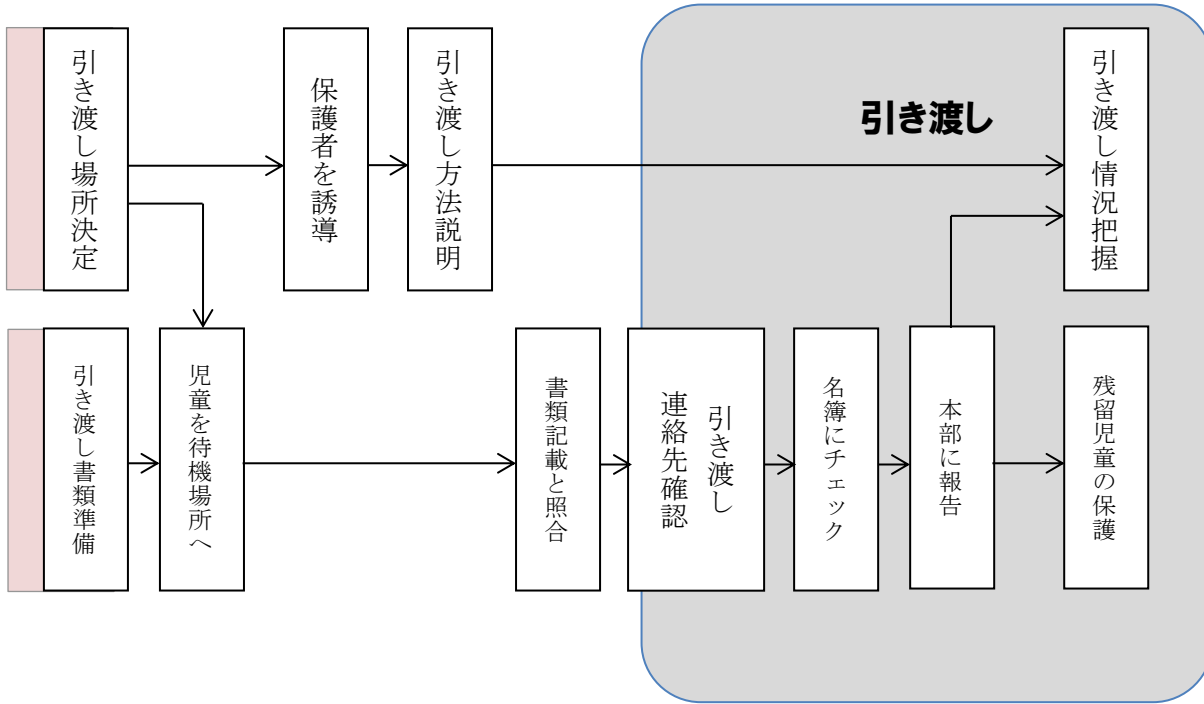 引き渡し場所決定
保護者を誘導
引き渡し方法説明
引き渡し
引き渡し情況把握
引き渡し書類準備
児童を待機場所へ
書類記載と照合
引き渡し
連絡先確認
名簿にチェック
本部に報告
残留児童の保護